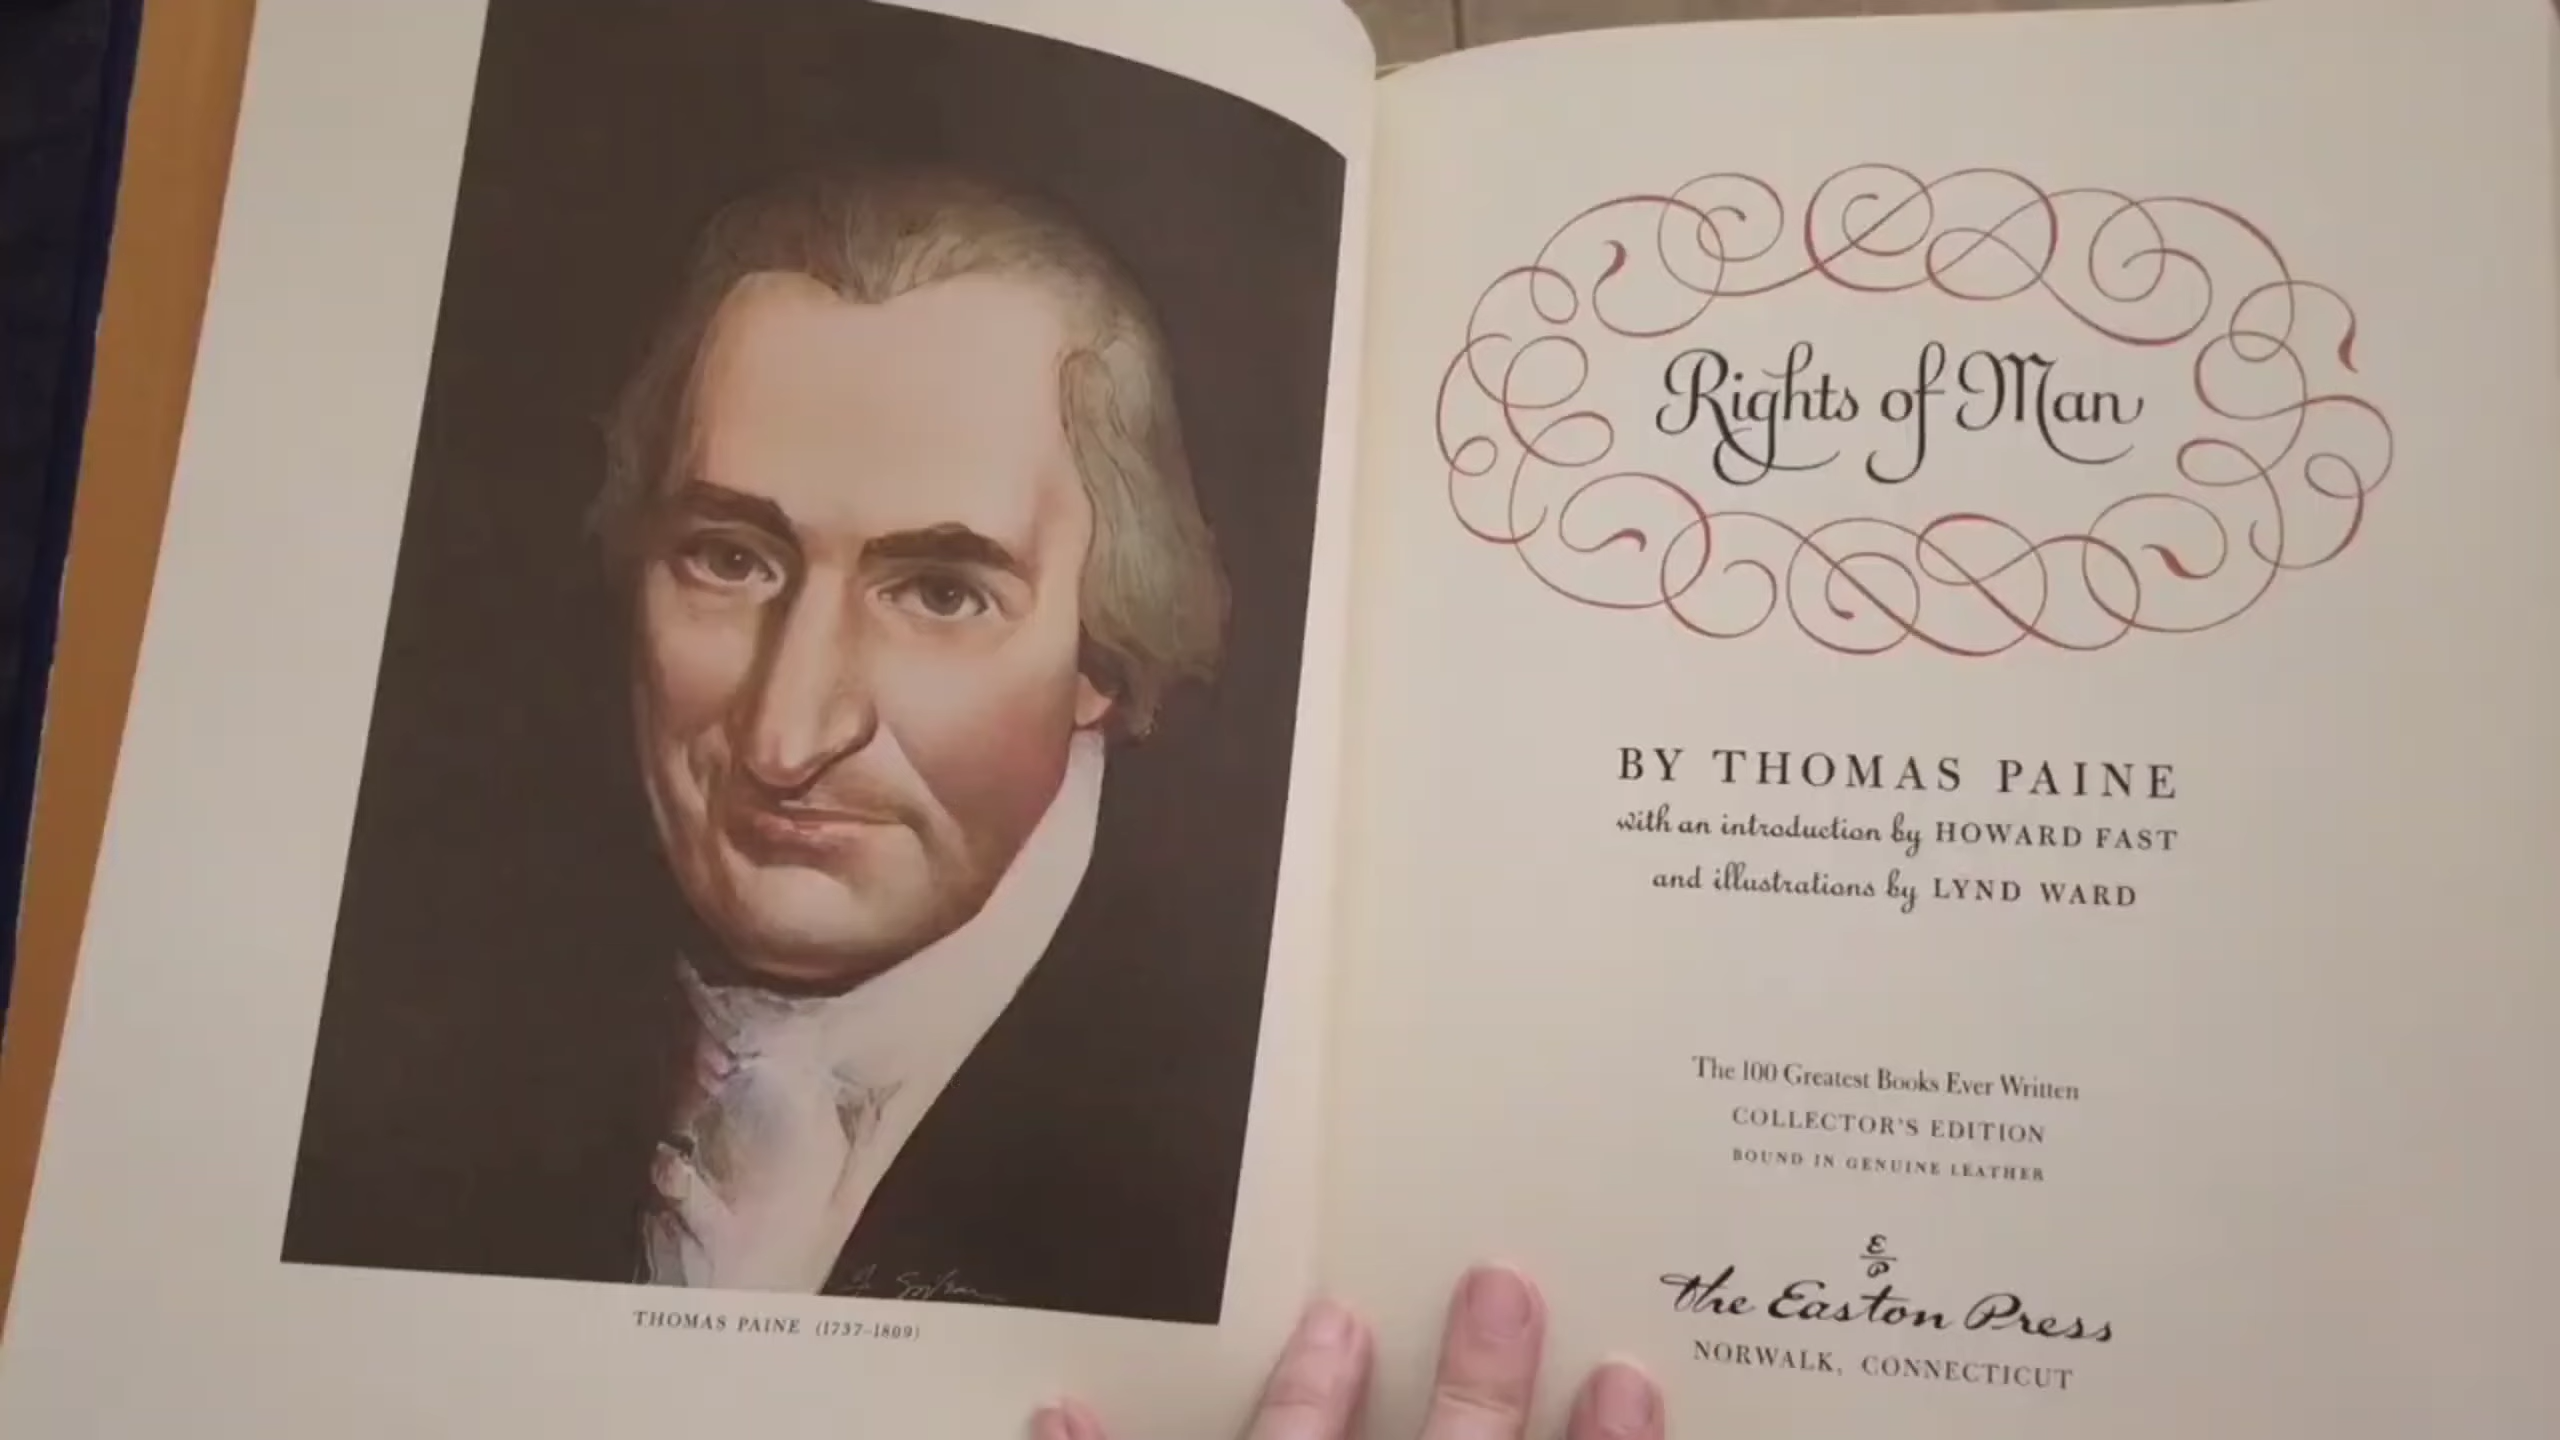 THOMAS PAINE (1737–1809)
Rights of Man
BY THOMAS PAINE
with an introduction by HOWARD FAST
and illustrations by LYND WARD
The 100 Greatest Books Ever Written
COLLECTOR'S EDITION
BOUND IN GENUINE LEATHER
E
P
The Easton Press
NORWALK, CONNECTICUT